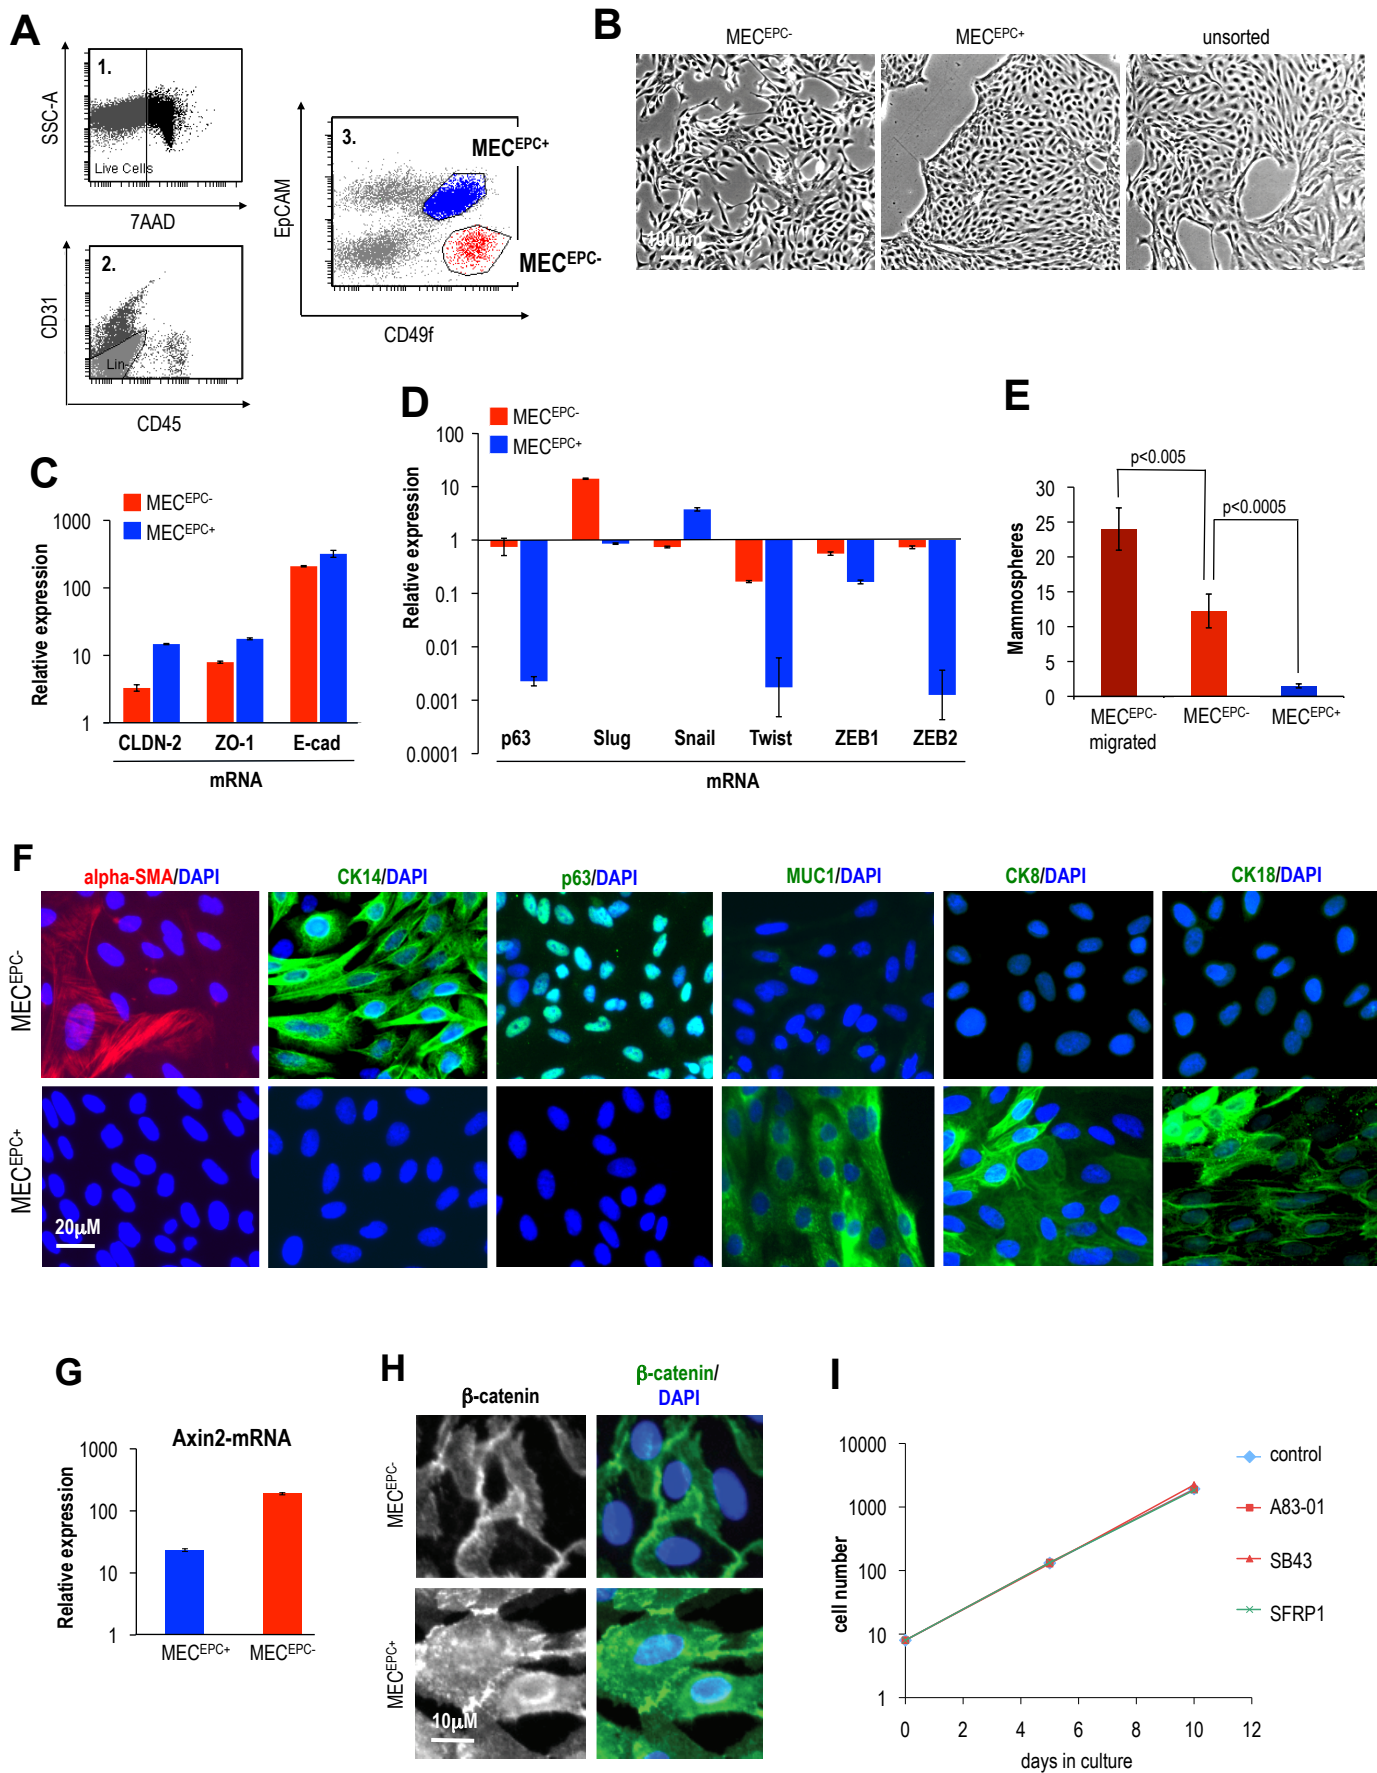 A
1.
SSC-A
Live Cells
7AAD
2.
CD31
Lin-
CD45
3.
MECEPC+
EpCAM
MECEPC-
CD49f
B
MECEPC-
MECEPC+
unsorted
100µm
C
MECEPC-
MECEPC+
Relative expression
1000
100
10
1
CLDN-2 ZO-1 E-cad
mRNA
D
MECEPC-
MECEPC+
Relative expression
100
10
1
0.1
0.01
0.001
0.0001
p63 Slug Snail Twist ZEB1 ZEB2
mRNA
E
p<0.005
p<0.0005
Mammospheres
30
25
20
15
10
5
0
MECEPC- migrated
MECEPC-
MECEPC+
F
alpha-SMA/DAPI
CK14/DAPI
p63/DAPI
MUC1/DAPI
CK8/DAPI
CK18/DAPI
MECEPC-
MECEPC+
20µM
G
Axin2-mRNA
Relative expression
1000
100
10
1
MECEPC+ MECEPC-
H
β-catenin
β-catenin/
DAPI
MECEPC-
MECEPC+
10µM
I
cell number
10000
1000
100
10
1
0 2 4 6 8 10 12
days in culture
control
A83-01
SB43
SFRP1